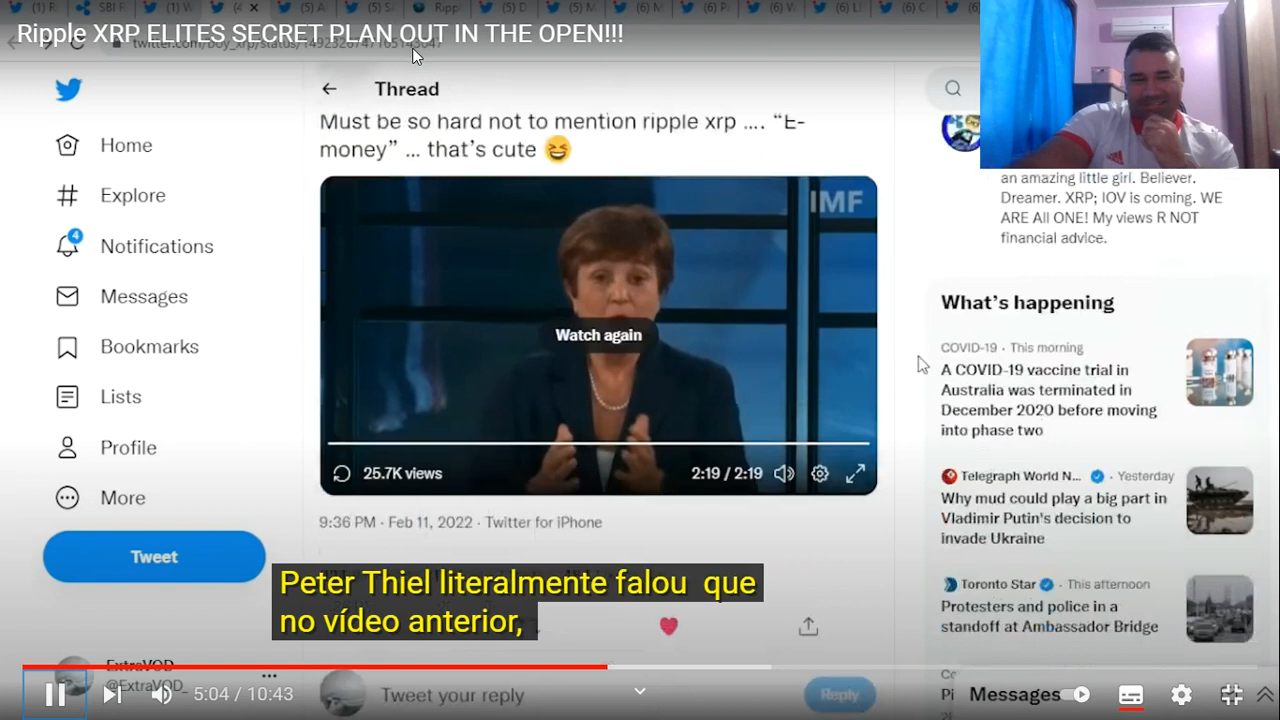 Ripple XRP ELITES SECRET PLAN OUT IN THE OPEN!!!
Thread
Must be so hard not to mention ripple xrp .... “E-
money” ... that’s cute 😆
IMF
Watch again
25.7K views
2:19 / 2:19
9:36 PM · Feb 11, 2022 · Twitter for iPhone
Home
Explore
4
Notifications
Messages
Bookmarks
Lists
Profile
More
Tweet
an amazing little girl. Believer.
Dreamer. XRP; IOV is coming. WE
ARE All ONE! My views R NOT
financial advice.
What’s happening
COVID-19 · This morning
A COVID-19 vaccine trial in
Australia was terminated in
December 2020 before moving
into phase two
Telegraph World N... · Yesterday
Why mud could play a big part in
Vladimir Putin's decision to
invade Ukraine
Toronto Star · This afternoon
Protesters and police in a
standoff at Ambassador Bridge
Peter Thiel literalmente falou que
no vídeo anterior,
ExtraVOD
@ExtraVOD_
...
Tweet your reply
Reply
Messages
5:04 / 10:43